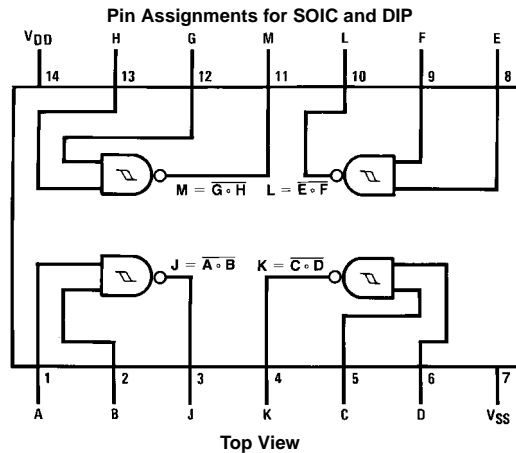 Pin Assignments for SOIC and DIP
VDD H G M L F E
14 13 12 11 10 9 8
M = G∘H L = E∘F
J = A∘B K = C∘D
1 2 3 4 5 6 7
A B J K C D VSS
Top View